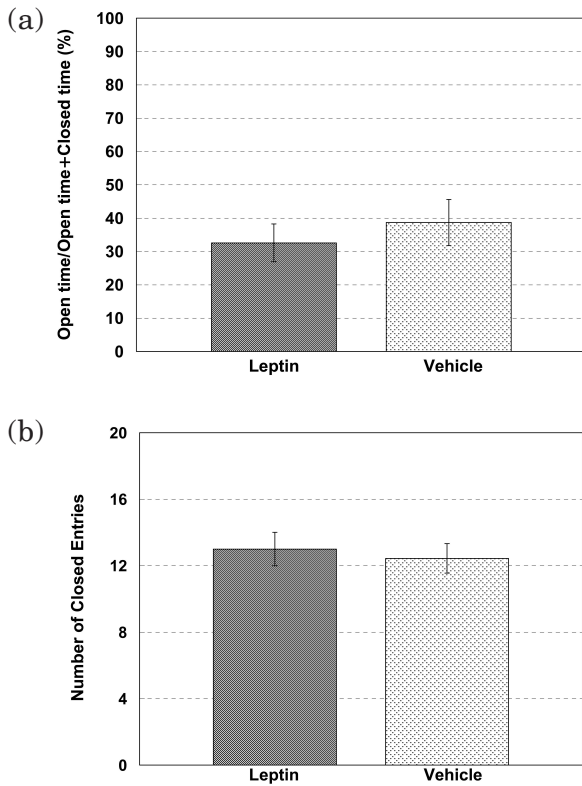 (a)
Open time/Open time+Closed time (%)
100
90
80
70
60
50
40
30
20
10
0
Leptin Vehicle
(b)
Number of Closed Entries
20
16
12
8
4
0
Leptin Vehicle